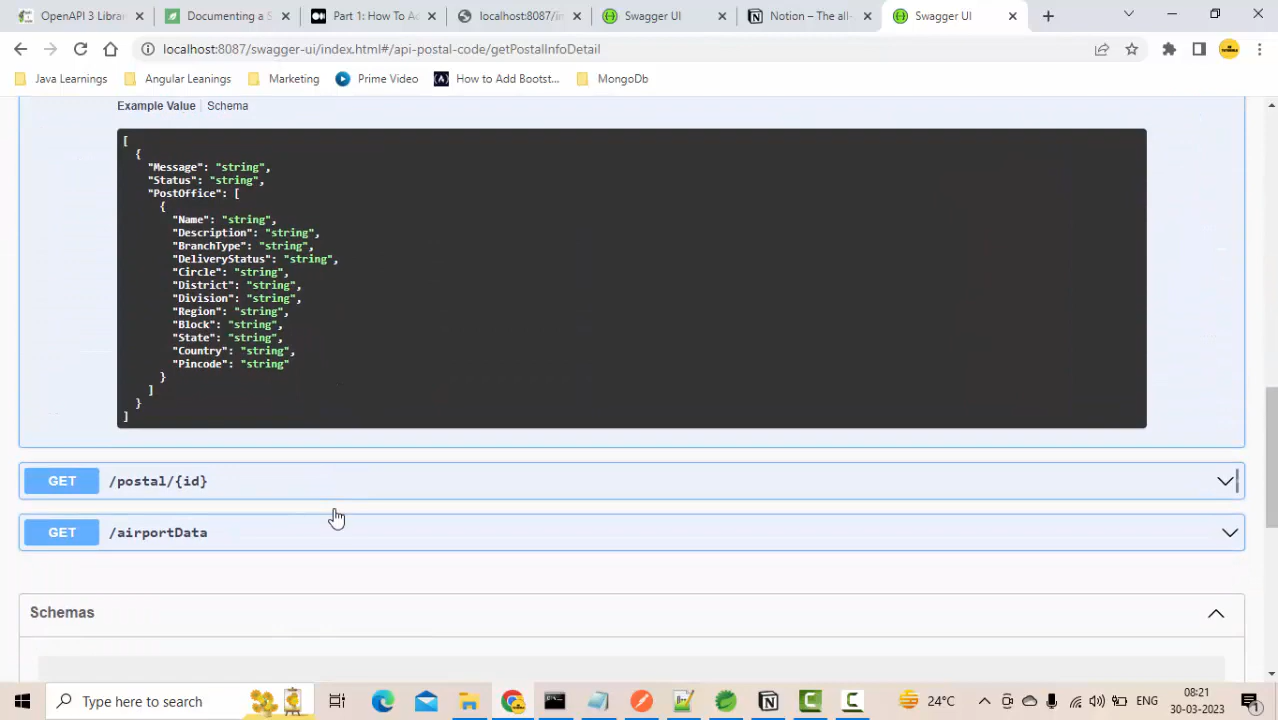 OpenAPI 3 Librar
Documenting a S
Part 1: How To Ac
localhost:8087/in
Swagger UI
Notion – The all-
Swagger UI
localhost:8087/swagger-ui/index.html#/api-postal-code/getPostalInfoDetail
Java Learnings
Angular Leanings
Marketing
Prime Video
How to Add Bootst...
MongoDb
Example Value | Schema
[
{
"Message": "string",
"Status": "string",
"PostOffice": [
{
"Name": "string",
"Description": "string",
"BranchType": "string",
"DeliveryStatus": "string",
"Circle": "string",
"District": "string",
"Division": "string",
"Region": "string",
"Block": "string",
"State": "string",
"Country": "string",
"Pincode": "string"
}
]
}
]
GET /postal/{id}
GET /airportData
Schemas
Type here to search
24°C
ENG
08:21
30-03-2023